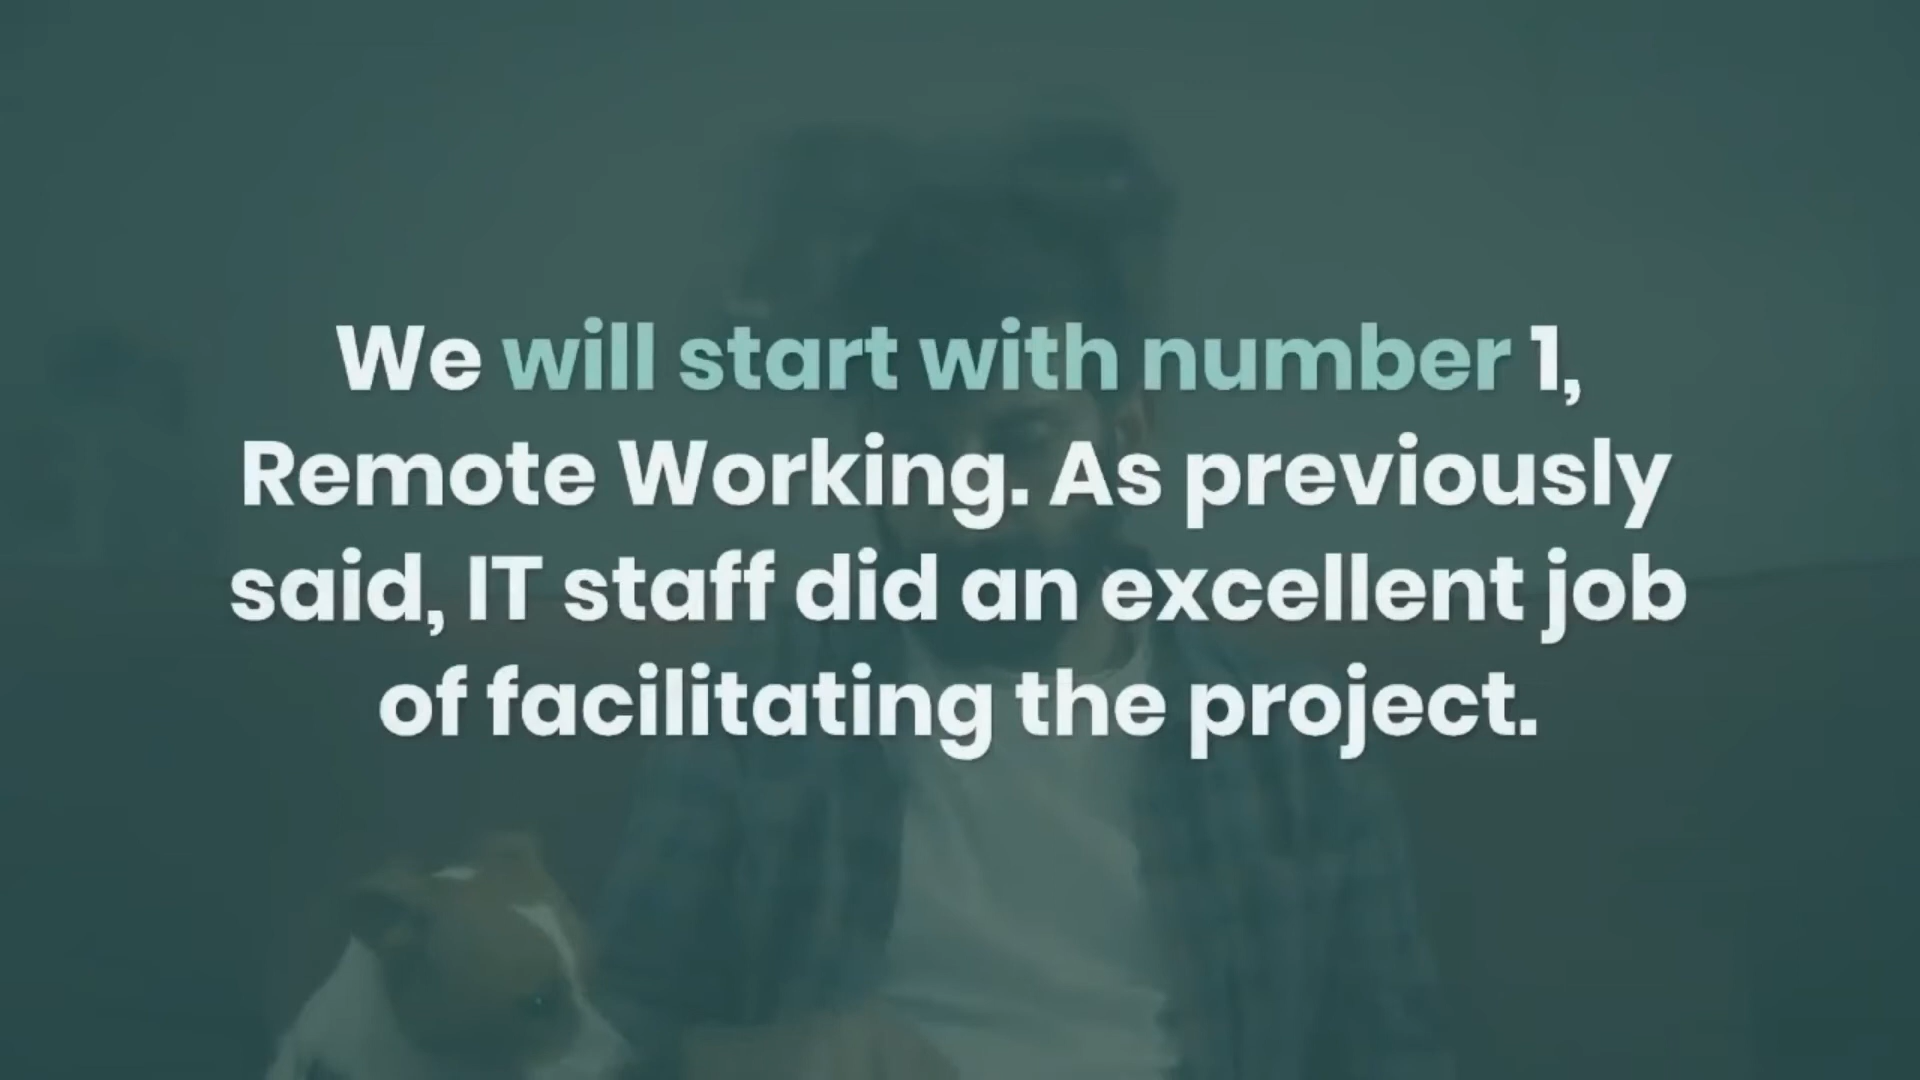 We will start with number 1,
Remote Working. As previously
said, IT staff did an excellent job
of facilitating the project.